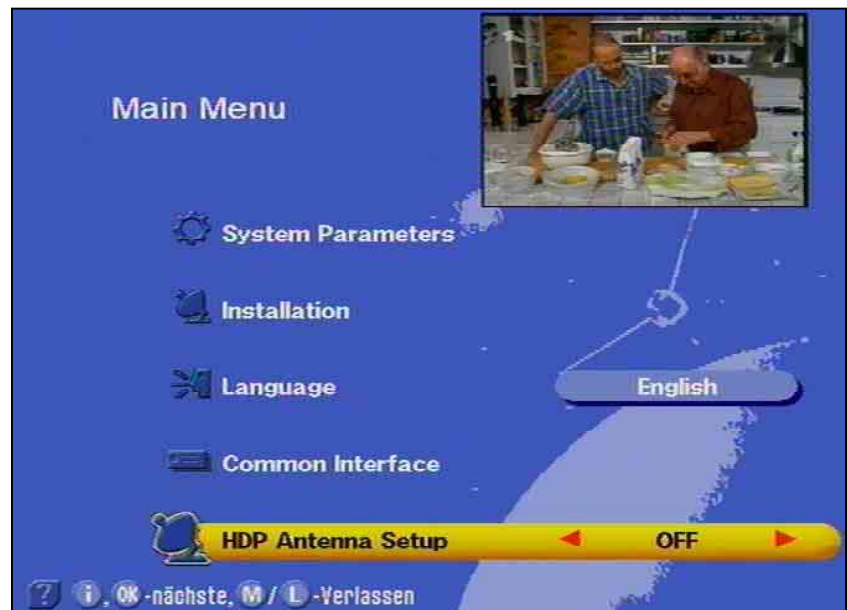 Main Menu
System Parameters
Installation
Language English
Common Interface
HDP Antenna Setup OFF
? i, OK -nächste, M / L -Verlassen